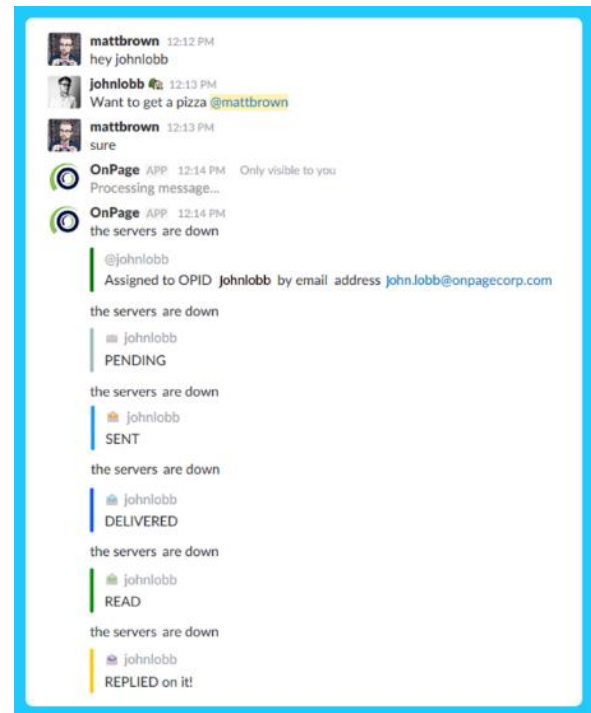 mattbrown 12:12 PM
hey johnlobb
johnlobb 12:13 PM
Want to get a pizza @mattbrown
mattbrown 12:13 PM
sure
OnPage APP 12:14 PM Only visible to you
Processing message...
OnPage APP 12:14 PM
the servers are down
@johnlobb
Assigned to OPID johnlobb by email address john.lobb@onpagecorp.com
the servers are down
johnlobb
PENDING
the servers are down
johnlobb
SENT
the servers are down
johnlobb
DELIVERED
the servers are down
johnlobb
READ
the servers are down
johnlobb
REPLIED on it!